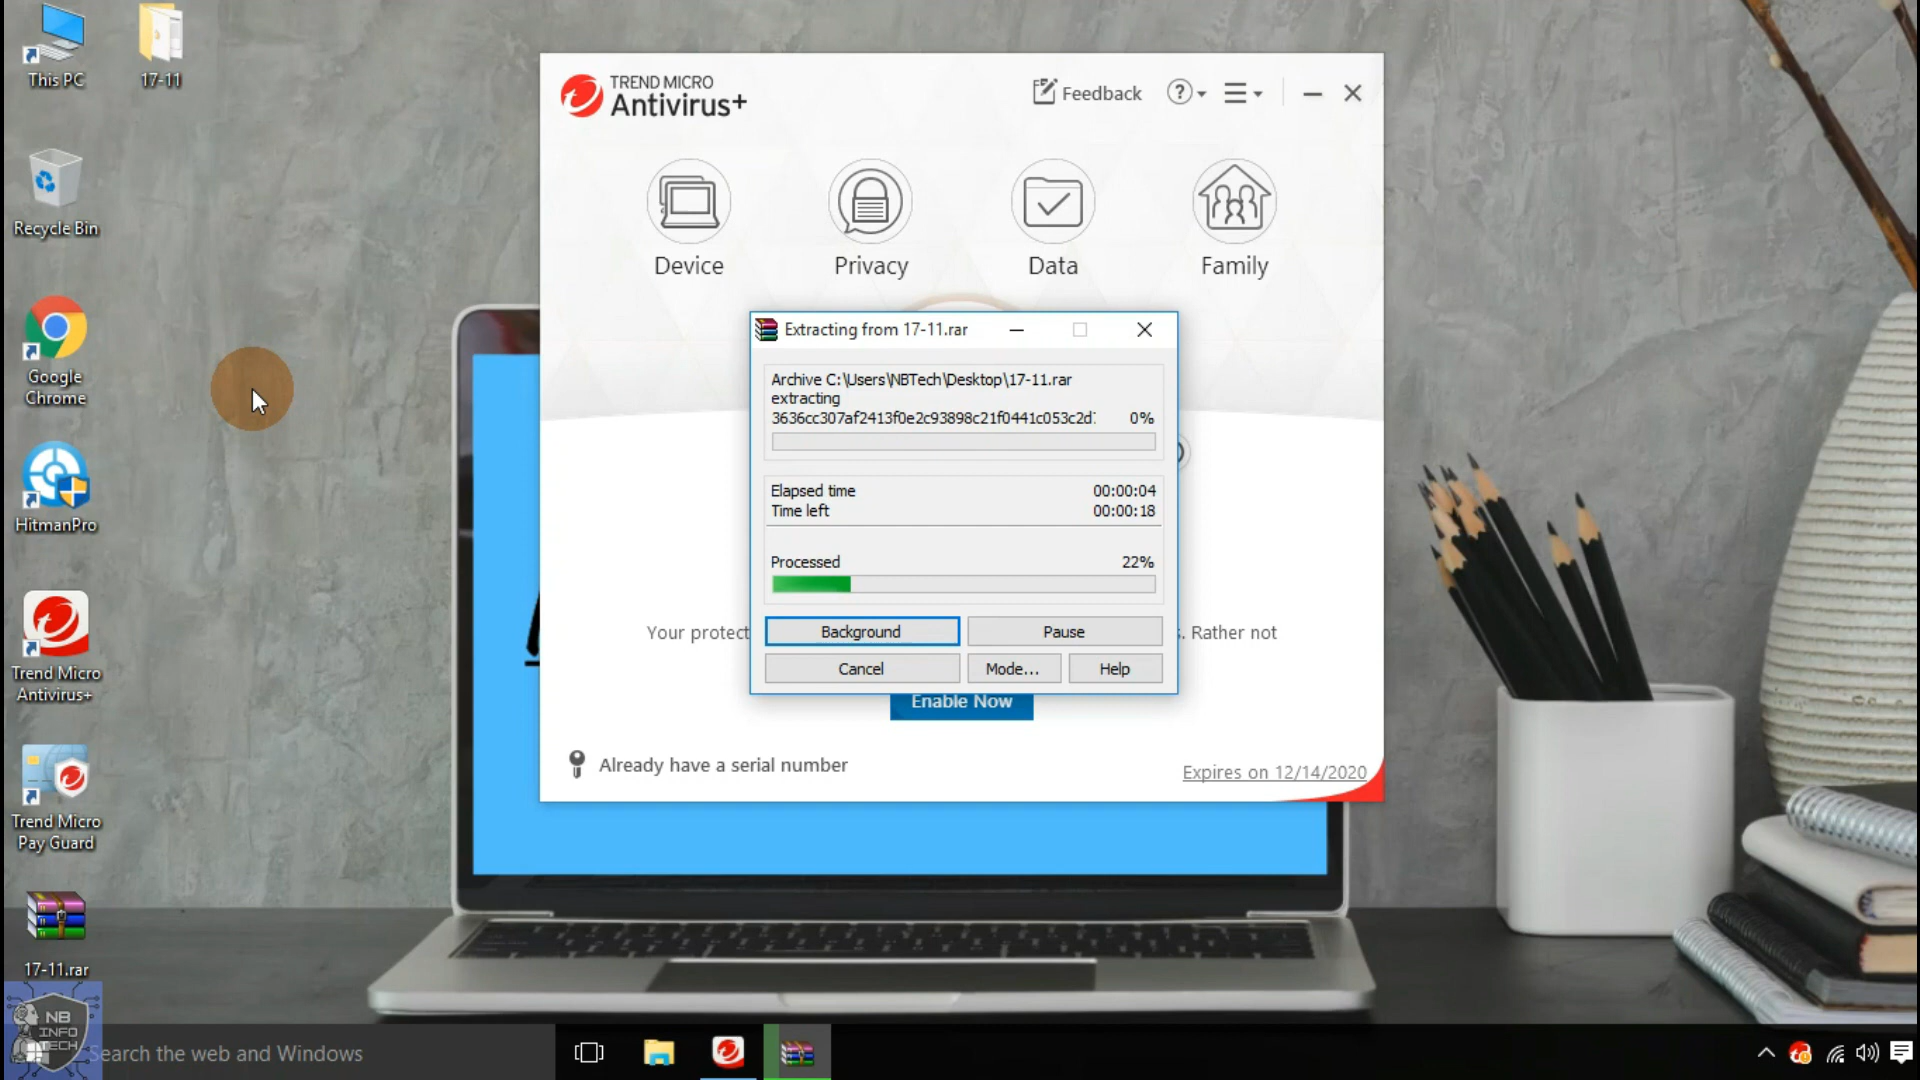 This PC
17-11
Recycle Bin
Google
Chrome
HitmanPro
Trend Micro
Antivirus+
Trend Micro
Pay Guard
17-11.rar
TREND MICRO
Antivirus+
Feedback
?
Device
Privacy
Data
Family
Extracting from 17-11.rar
Archive C:\Users\NBTech\Desktop\17-11.rar
extracting
3636cc307af2413f0e2c93898c21f0441c053c2d 0%
Elapsed time 00:00:04
Time left 00:00:18
Processed 22%
Background
Pause
Cancel
Mode...
Help
Your protect
. Rather not
Enable Now
Already have a serial number
Expires on 12/14/2020
NB
INFO
TECH
Search the web and Windows